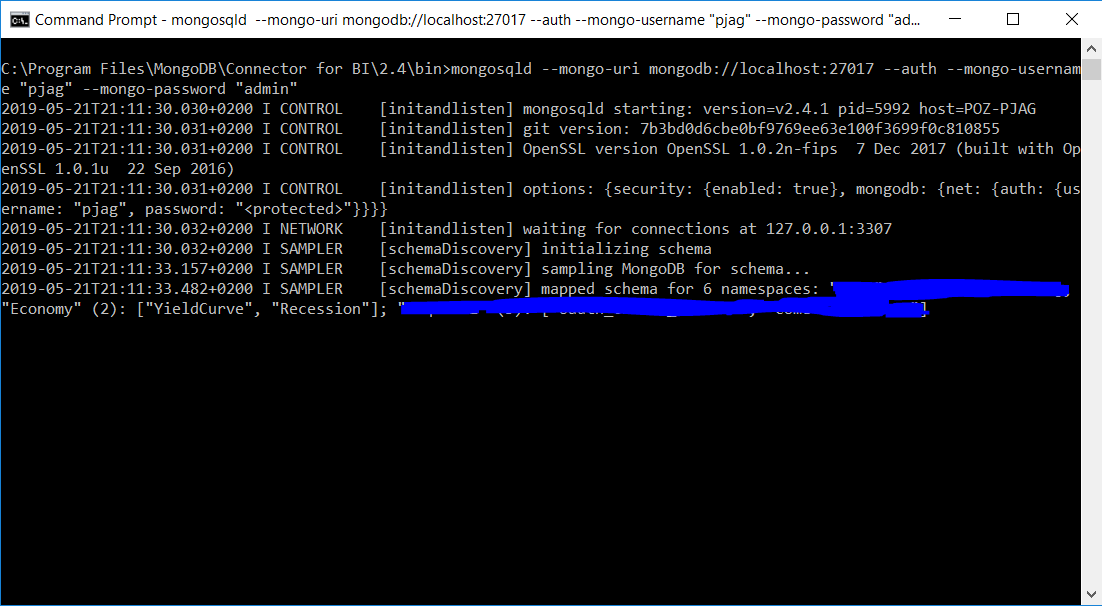 Command Prompt - mongosqld --mongo-uri mongodb://localhost:27017 --auth --mongo-username "pjag" --mongo-password "ad...
C:\Program Files\MongoDB\Connector for BI\2.4\bin>mongosqld --mongo-uri mongodb://localhost:27017 --auth --mongo-usernam
e "pjag" --mongo-password "admin"
2019-05-21T21:11:30.030+0200 I CONTROL    [initandlisten] mongosqld starting: version=v2.4.1 pid=5992 host=POZ-PJAG
2019-05-21T21:11:30.031+0200 I CONTROL    [initandlisten] git version: 7b3bd0d6cbe0bf9769ee63e100f3699f0c810855
2019-05-21T21:11:30.031+0200 I CONTROL    [initandlisten] OpenSSL version OpenSSL 1.0.2n-fips  7 Dec 2017 (built with Op
enSSL 1.0.1u  22 Sep 2016)
2019-05-21T21:11:30.031+0200 I CONTROL    [initandlisten] options: {security: {enabled: true}, mongodb: {net: {auth: {us
ername: "pjag", password: "<protected>"}}}}
2019-05-21T21:11:30.032+0200 I NETWORK    [initandlisten] waiting for connections at 127.0.0.1:3307
2019-05-21T21:11:30.032+0200 I SAMPLER    [schemaDiscovery] initializing schema
2019-05-21T21:11:33.157+0200 I SAMPLER    [schemaDiscovery] sampling MongoDB for schema...
2019-05-21T21:11:33.482+0200 I SAMPLER    [schemaDiscovery] mapped schema for 6 namespaces: "
"Economy" (2): ["YieldCurve", "Recession"]; "